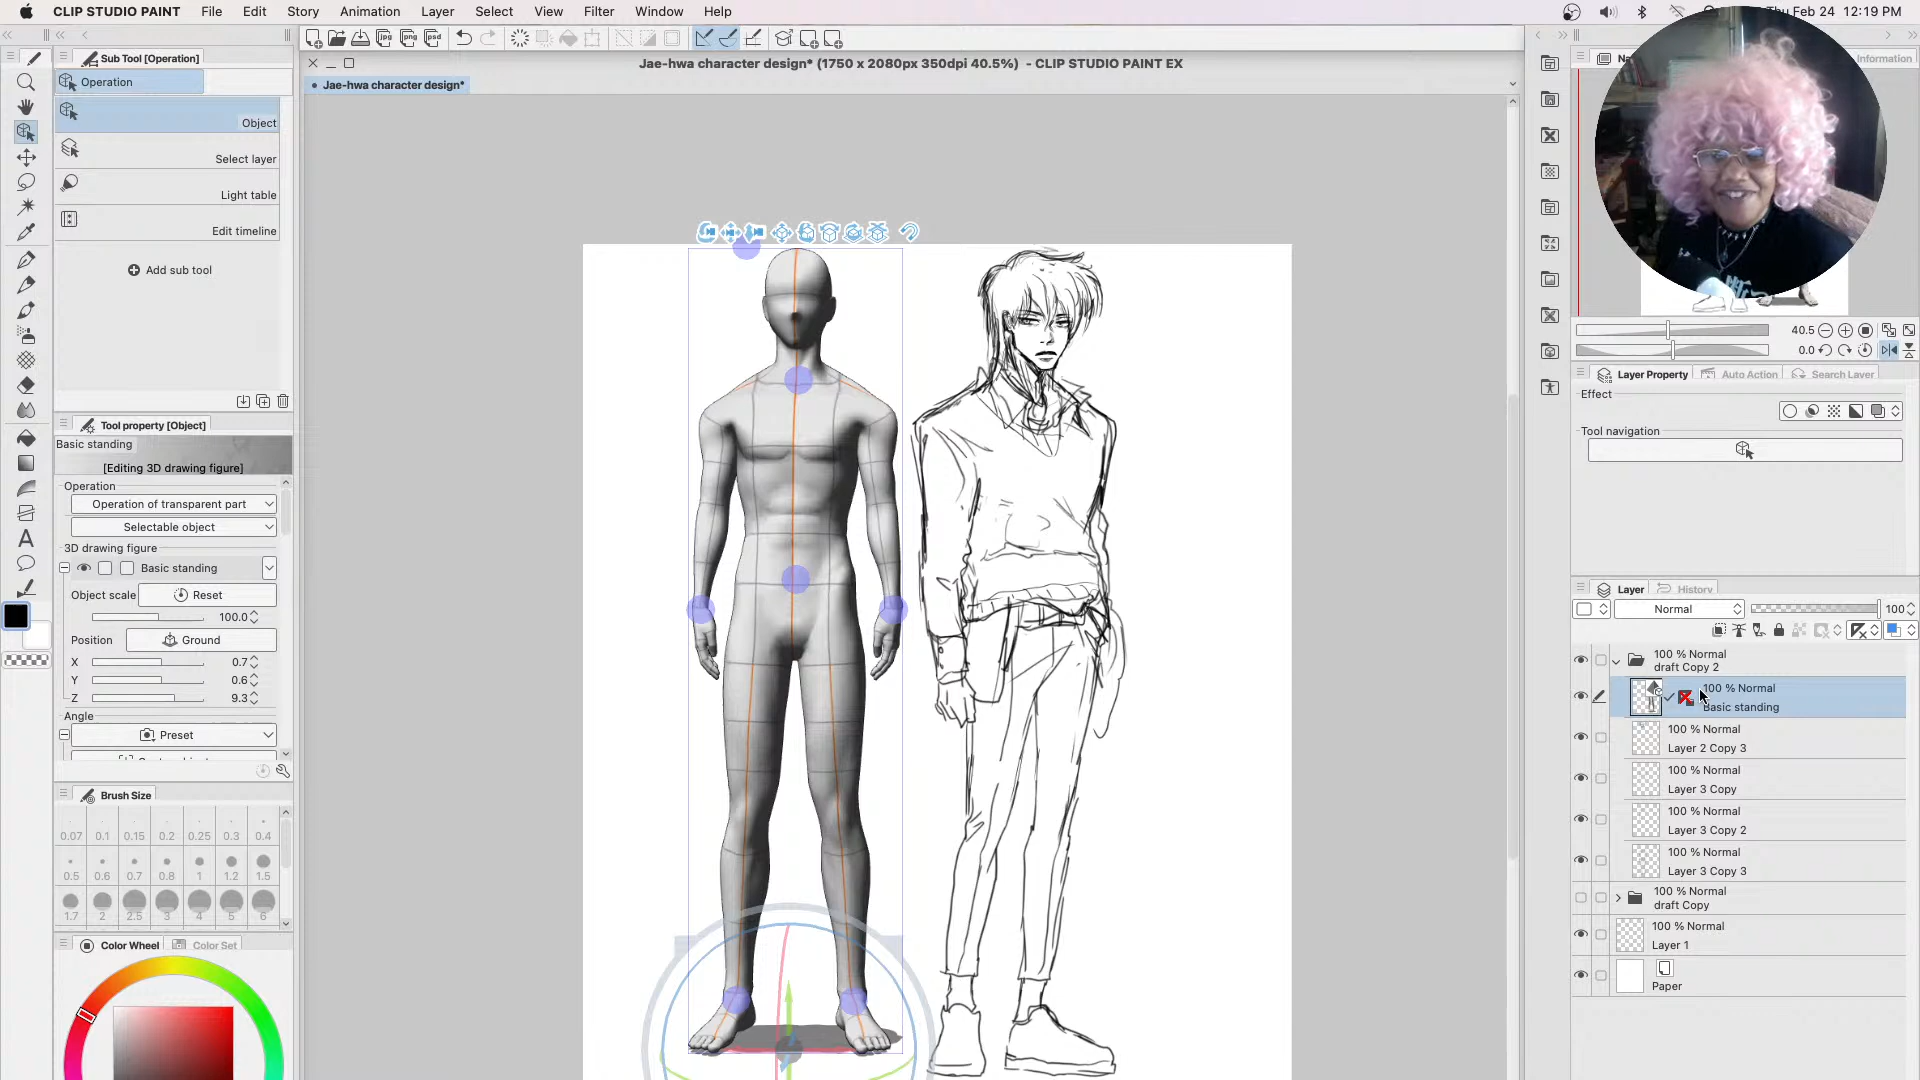 CLIP STUDIO PAINT File Edit Story Animation Layer Select View Filter Window Help
Thu Feb 24 12:19 PM
Sub Tool [Operation]
Operation
Object
Select layer
Light table
Edit timeline
Add sub tool
Tool property [Object]
Basic standing
[Editing 3D drawing figure]
Operation
Operation of transparent part
Selectable object
3D drawing figure
Basic standing
Object scale Reset
100.0
Position Ground
X 0.7
Y 0.6
Z 9.3
Angle
Preset
Brush Size
0.07 0.1 0.15 0.2 0.25 0.3 0.4
0.5 0.6 0.7 0.8 1 1.2 1.5
1.7 2 2.5 3 4 5 6
Color Wheel Color Set
Jae-hwa character design* (1750 x 2080px 350dpi 40.5%) - CLIP STUDIO PAINT EX
Jae-hwa character design*
Information
40.5
0.0
Layer Property Auto Action Search Layer
Effect
Tool navigation
Layer History
Normal 100
100 % Normal
draft Copy 2
100 % Normal
Basic standing
100 % Normal
Layer 2 Copy 3
100 % Normal
Layer 3 Copy
100 % Normal
Layer 3 Copy 2
100 % Normal
Layer 3 Copy 3
100 % Normal
draft Copy
100 % Normal
Layer 1
Paper